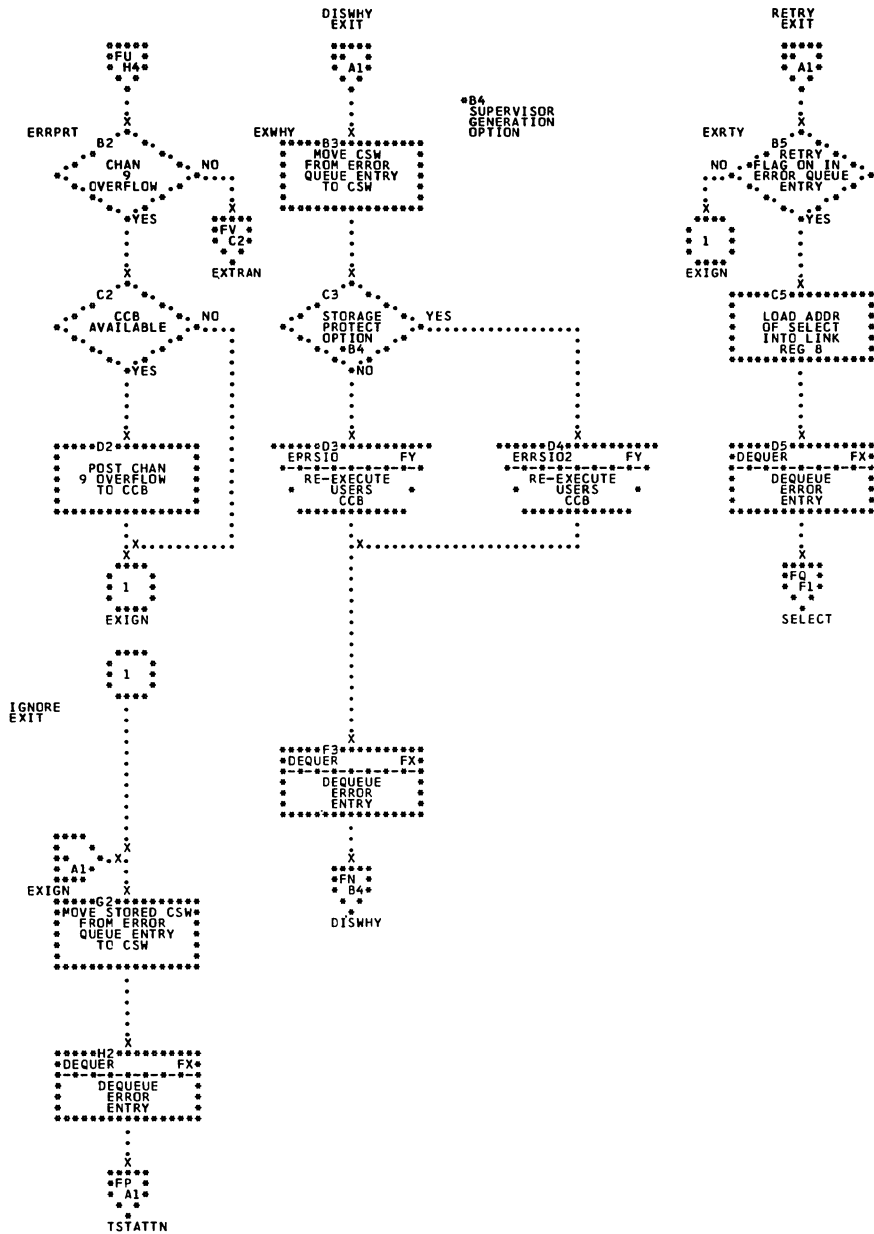 DISWHY
EXIT
RETRY
EXIT
FU
H4
A1
A1
*B4
SUPERVISOR
GENERATION
OPTION
ERRPRT
B2
CHAN
9
OVERFLOW
NO
YES
EXWHY
B3
MOVE CSW
FROM ERROR
QUEUE ENTRY
TO CSW
EXRTY
B5
RETRY
FLAG ON IN
ERROR QUEUE
ENTRY
NO
YES
FV
C2
EXTRAN
1
EXIGN
C2
CCB
AVAILABLE
NO
YES
C3
STORAGE
PROTECT
OPTION
*B4
YES
NO
C5
LOAD ADDR
OF SELECT
INTO LINK
REG 8
D2
POST CHAN
9 OVERFLOW
TO CCB
D3
EPRSIO FY
RE-EXECUTE
USERS
CCB
D4
ERRSIO2 FY
RE-EXECUTE
USERS
CCB
D5
DEQUER FX
DEQUEUE
ERROR
ENTRY
1
EXIGN
FQ
F1
SELECT
1
IGNORE
EXIT
F3
DEQUER FX
DEQUEUE
ERROR
ENTRY
A1
EXIGN
FN
B4
DISWHY
G2
MOVE STORED CSW
FROM ERROR
QUEUE ENTRY
TO CSW
H2
DEQUER FX
DEQUEUE
ERROR
ENTRY
FP
A1
TSTATTN